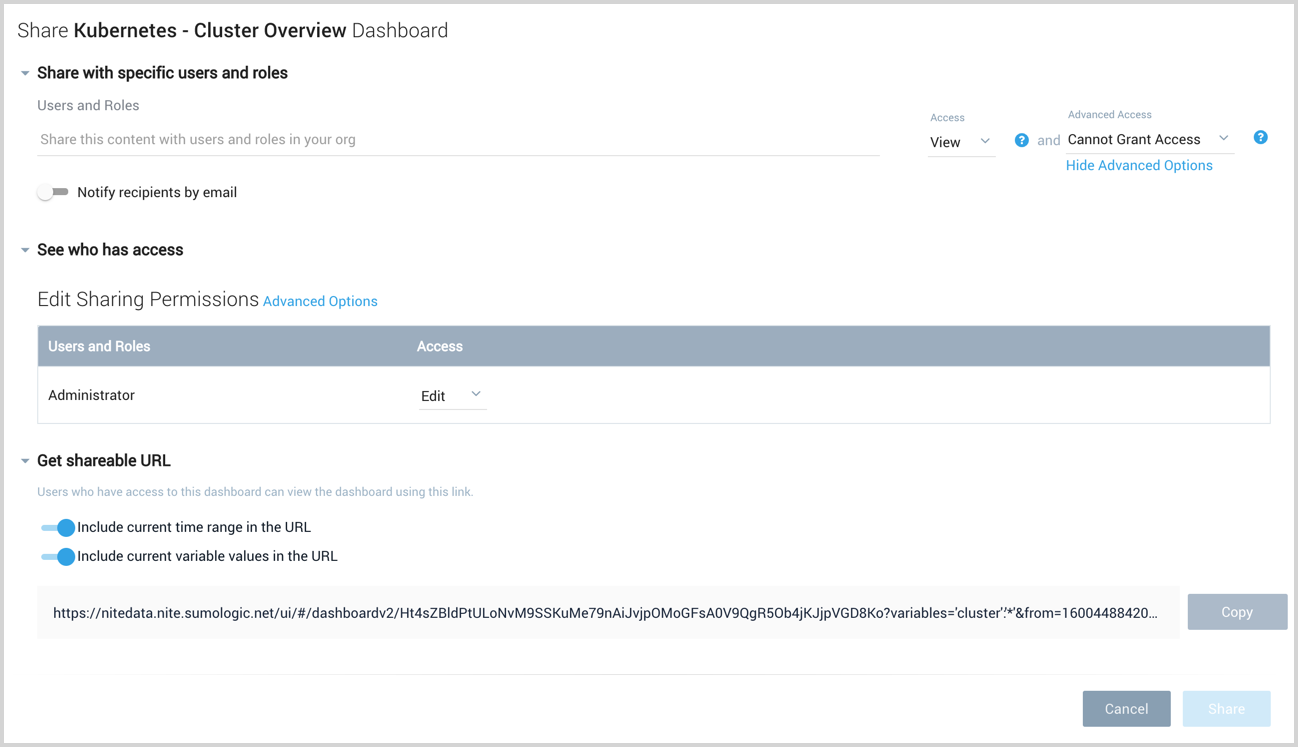 Share Kubernetes - Cluster Overview Dashboard
Share with specific users and roles
Users and Roles
Access
Advanced Access
Share this content with users and roles in your org
View
? and
Cannot Grant Access
?
Hide Advanced Options
Notify recipients by email
See who has access
Edit Sharing Permissions Advanced Options
Users and Roles Access
Administrator Edit
Get shareable URL
Users who have access to this dashboard can view the dashboard using this link.
Include current time range in the URL
Include current variable values in the URL
https://nitedata.nite.sumologic.net/ui/#/dashboardv2/Ht4sZBldPtULoNvM9SSKuMe79nAiJvjpOMoGFsA0V9QgR5Ob4jKJjpVGD8Ko?variables='cluster':'*'&from=16004488420...
Copy
Cancel Share